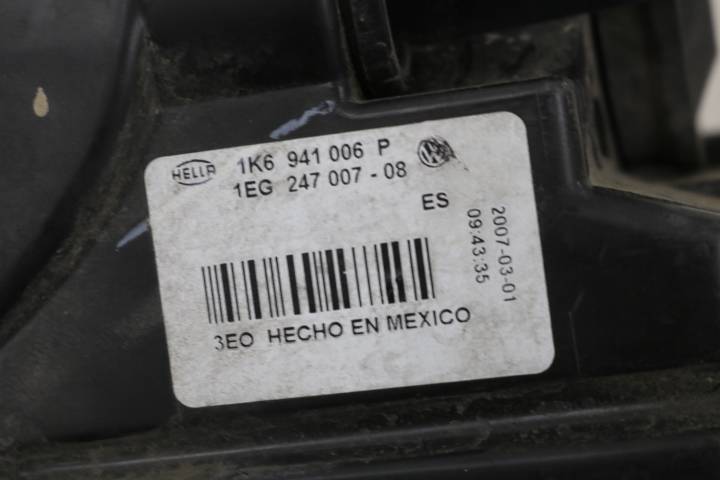 HELLA 1K6 941 006 P
1EG 247 007 - 08
ES
2007-03-01
09:43:35
3EO HECHO EN MEXICO